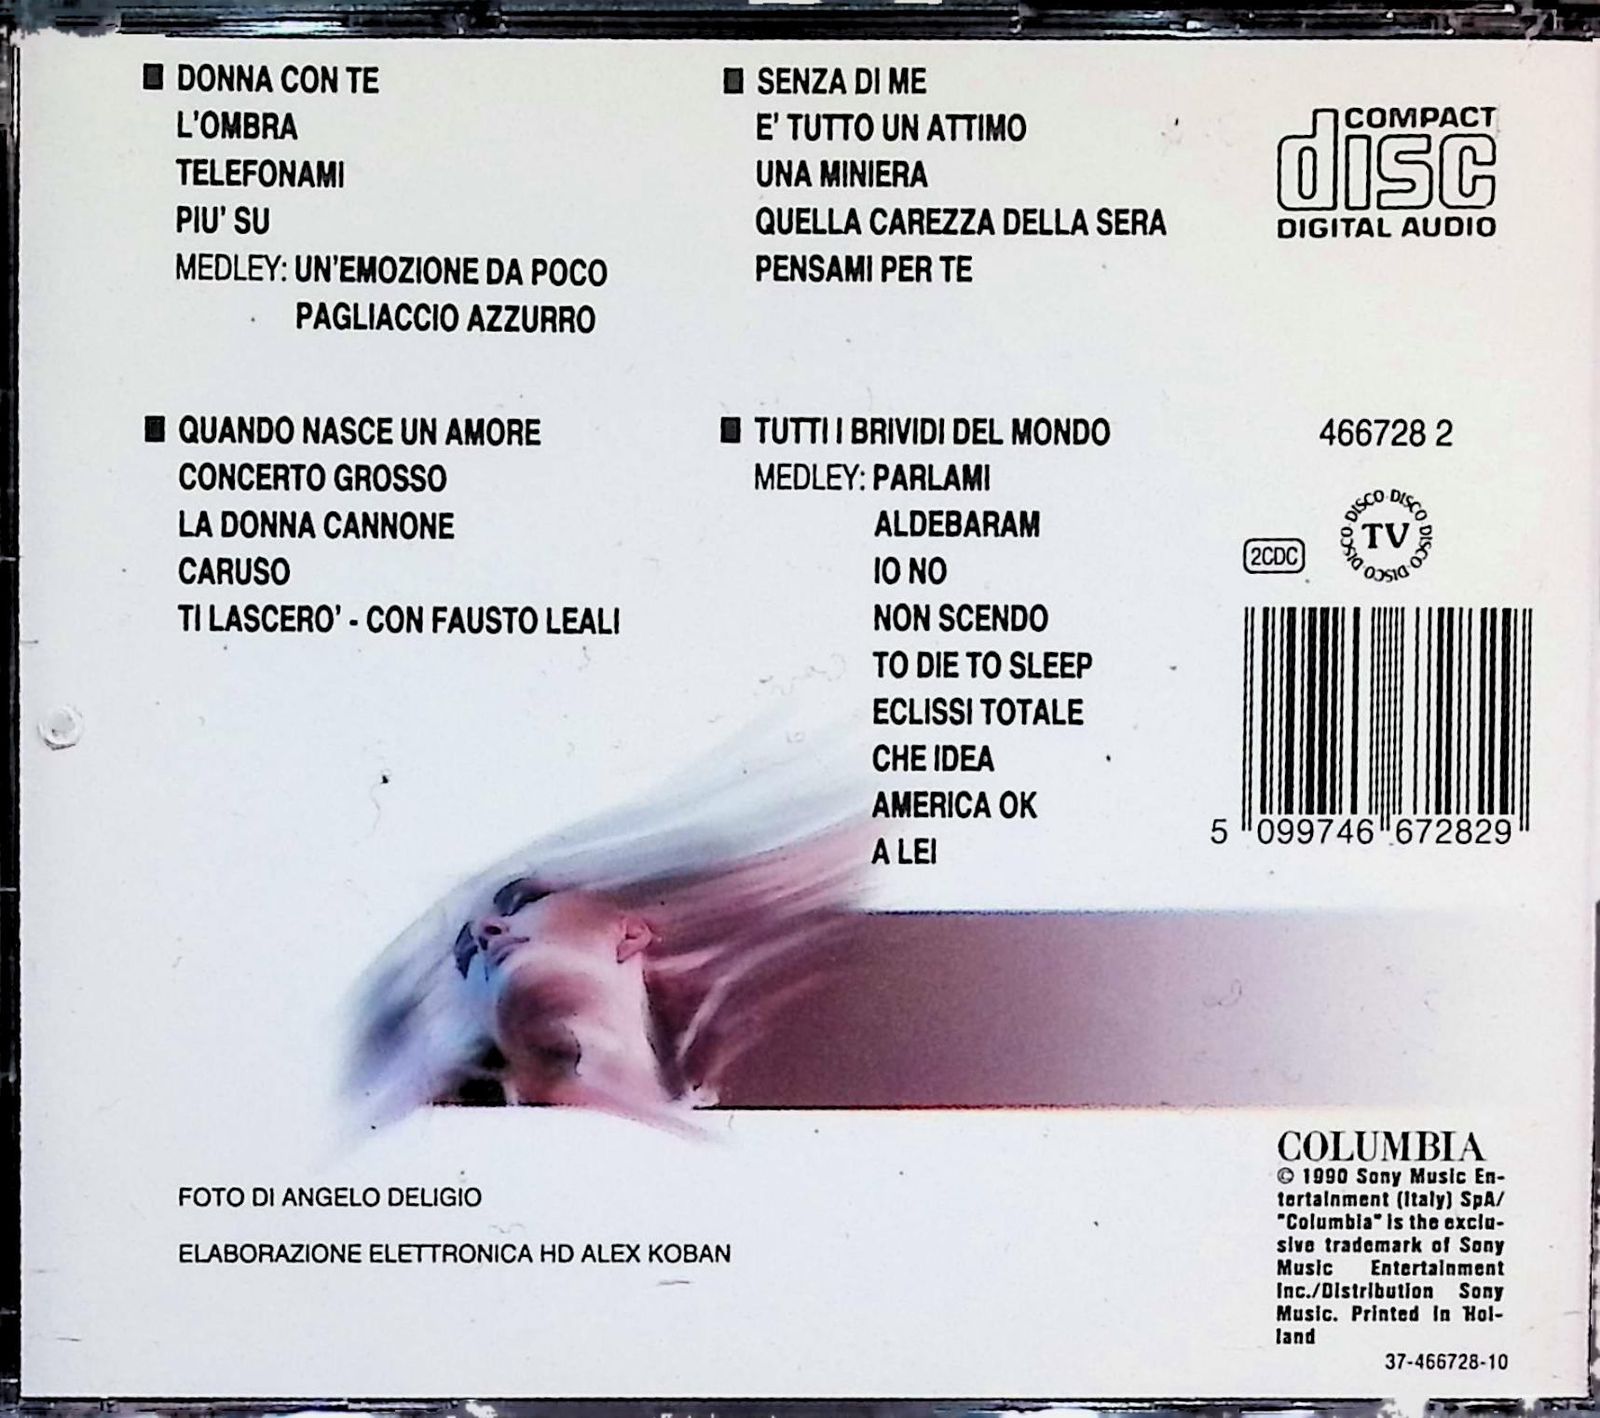 DONNA CON TE
L'OMBRA
TELEFONAMI
PIU' SU
MEDLEY: UN'EMOZIONE DA POCO
PAGLIACCIO AZZURRO
SENZA DI ME
E' TUTTO UN ATTIMO
UNA MINIERA
QUELLA CAREZZA DELLA SERA
PENSAMI PER TE
COMPACT
disc
DIGITAL AUDIO
QUANDO NASCE UN AMORE
CONCERTO GROSSO
LA DONNA CANNONE
CARUSO
TI LASCERO' - CON FAUSTO LEALI
TUTTI I BRIVIDI DEL MONDO
MEDLEY: PARLAMI
ALDEBARAM
IO NO
NON SCENDO
TO DIE TO SLEEP
ECLISSI TOTALE
CHE IDEA
AMERICA OK
A LEI
466728 2
2CDC
DISCO·DISCO·DISCO·DISCO·DISCO
TV
5 099746 672829
FOTO DI ANGELO DELIGIO
ELABORAZIONE ELETTRONICA HD ALEX KOBAN
COLUMBIA
© 1990 Sony Music En-
tertainment (Italy) SpA/
"Columbia" is the exclu-
sive trademark of Sony
Music Entertainment
Inc./Distribution Sony
Music. Printed in Hol-
land
37-466728-10